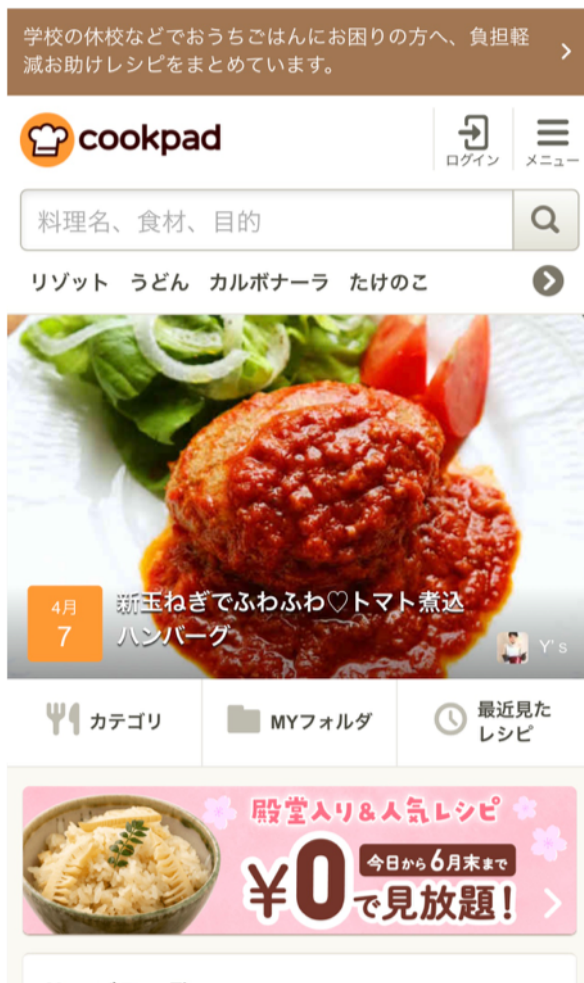 学校の休校などでおうちごはんにお困りの方へ、負担軽
減お助けレシピをまとめています。
cookpad
ログイン
メニュー
料理名、食材、目的
リゾット うどん カルボナーラ たけのこ
4月
7
新玉ねぎでふわふわ♡トマト煮込
ハンバーグ
Y's
カテゴリ
MYフォルダ
最近見た
レシピ
殿堂入り&人気レシピ
¥0
今日から6月末まで
で見放題!